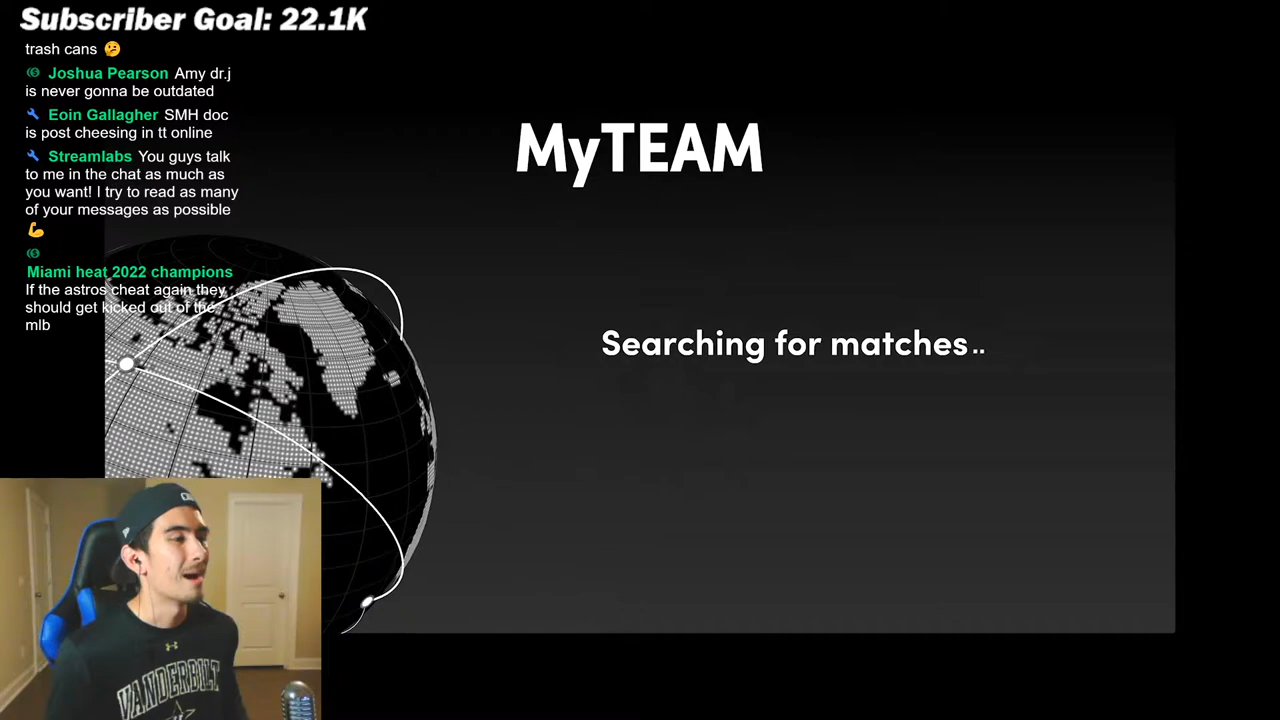 Subscriber Goal: 22.1K
trash cans 🤔
Joshua Pearson Amy dr.j
is never gonna be outdated
Eoin Gallagher SMH doc
is post cheesing in tt online
Streamlabs You guys talk
to me in the chat as much as
you want! I try to read as many
of your messages as possible
💪
Miami heat 2022 champions
If the astros cheat again they
should get kicked out of the
mlb
MyTEAM
Searching for matches..
VANDERBILT